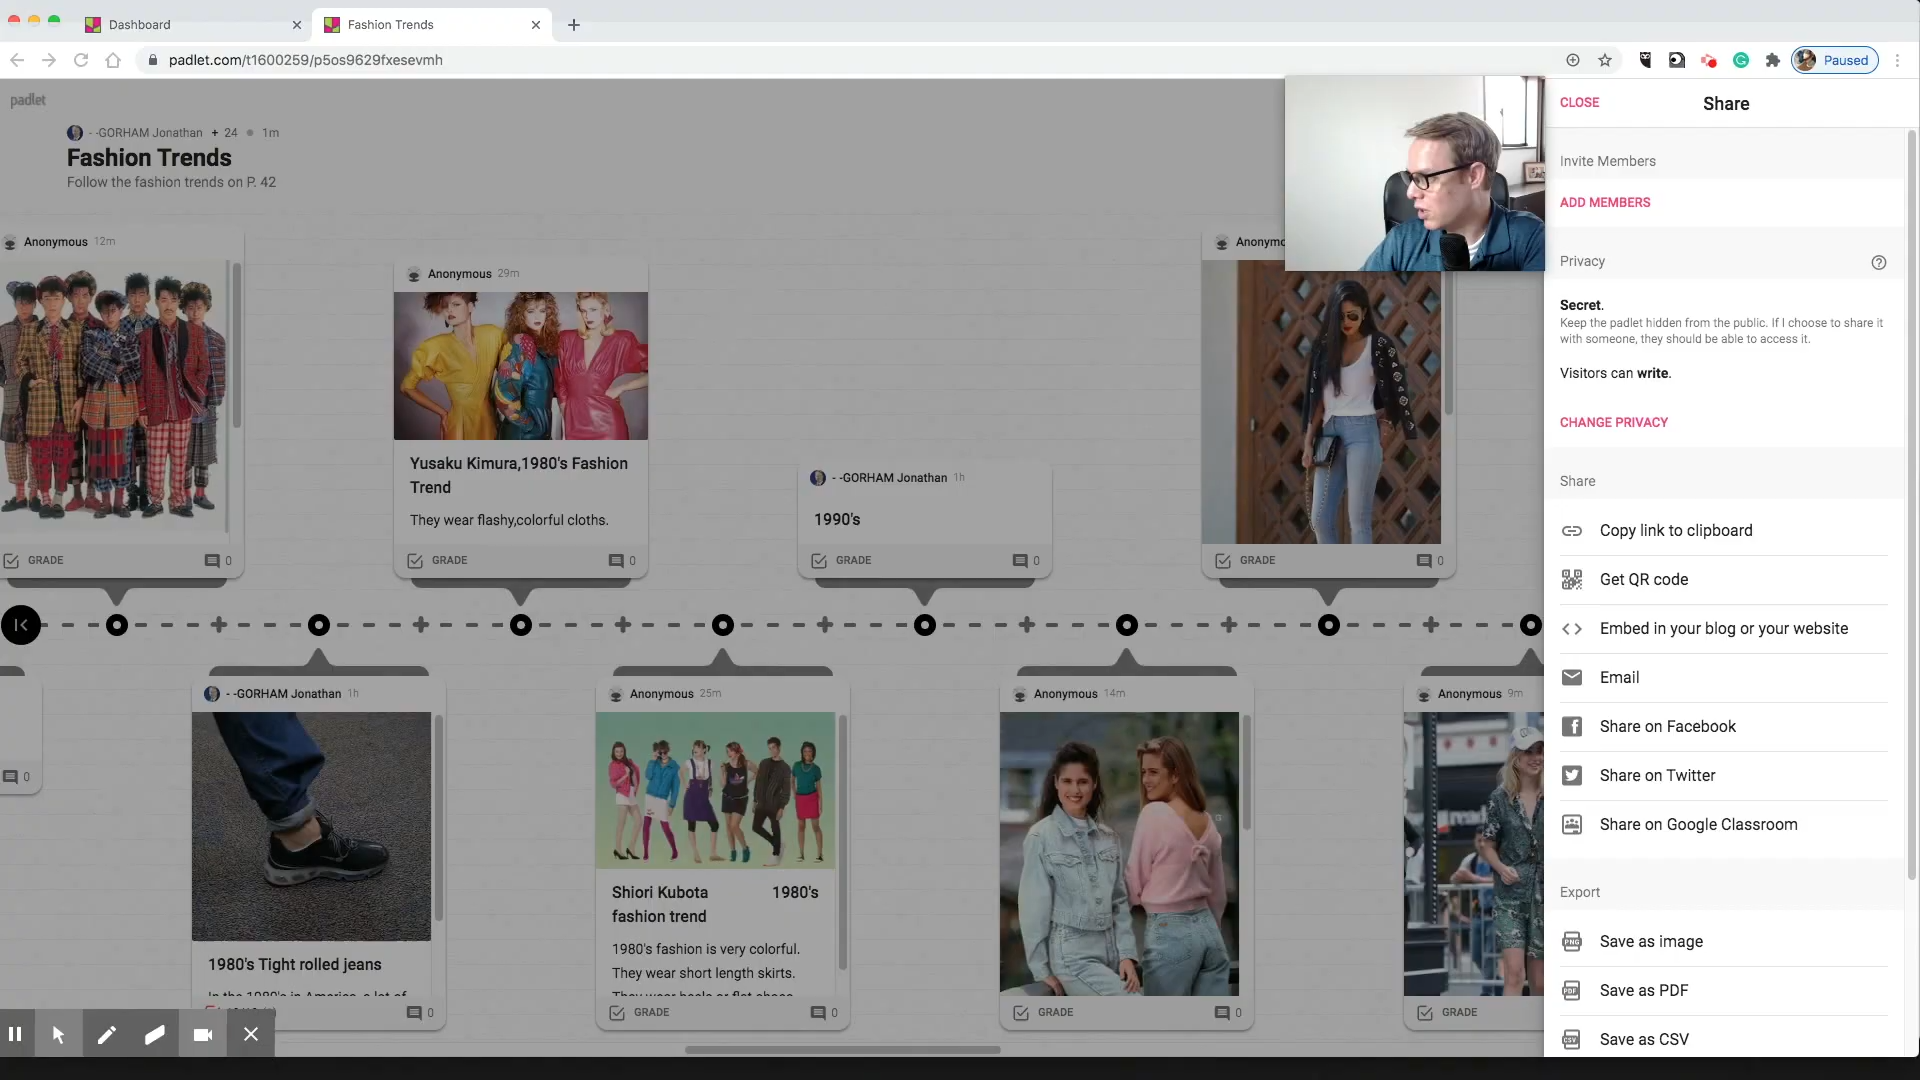 Dashboard
Fashion Trends
padlet.com/t1600259/p5os9629fxesevmh
Paused
padlet
- -GORHAM Jonathan + 24 1m
Fashion Trends
Follow the fashion trends on P. 42
Anonymous 12m
GRADE
0
Anonymous 29m
Yusaku Kimura,1980's Fashion
Trend
They wear flashy,colorful cloths.
GRADE
0
- -GORHAM Jonathan 1h
1990's
GRADE
0
GRADE
0
0
- -GORHAM Jonathan 1h
1980's Tight rolled jeans
0
Anonymous 25m
Shiori Kubota 1980's
fashion trend
1980's fashion is very colorful.
They wear short length skirts.
GRADE
0
Anonymous 14m
GRADE
0
Anonymous 9m
GRADE
CLOSE
Share
Invite Members
ADD MEMBERS
Privacy
Secret.
Keep the padlet hidden from the public. If I choose to share it
with someone, they should be able to access it.
Visitors can write.
CHANGE PRIVACY
Share
Copy link to clipboard
Get QR code
Embed in your blog or your website
Email
Share on Facebook
Share on Twitter
Share on Google Classroom
Export
PNG
Save as image
PDF
Save as PDF
CSV
Save as CSV